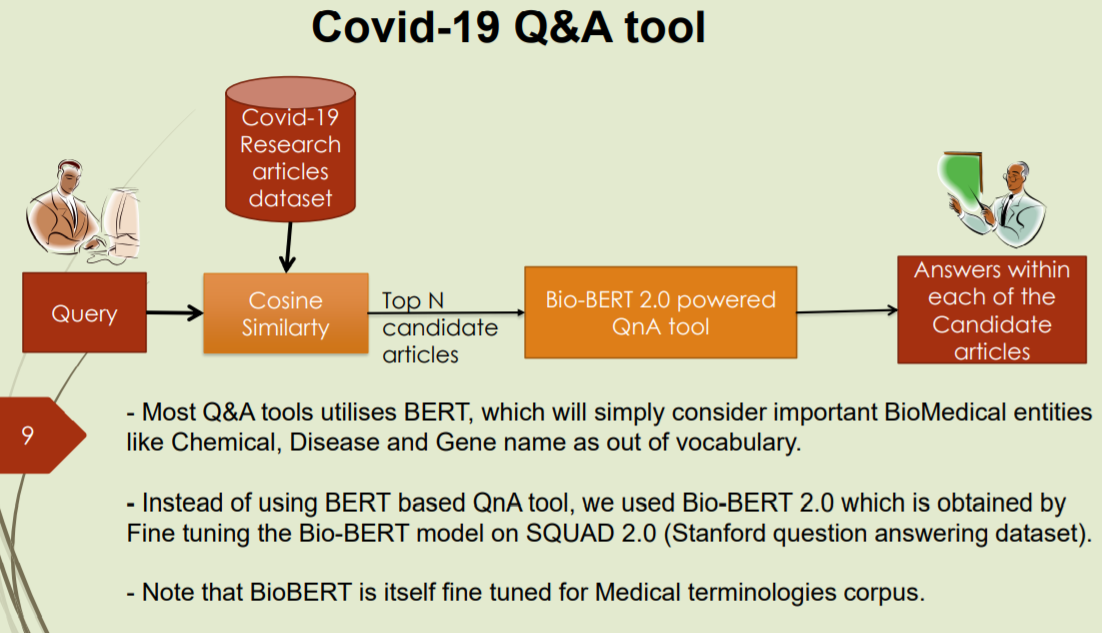 Covid-19 Q&A tool
Covid-19
Research
articles
dataset
Query
Cosine
Similarty
Top N
candidate
articles
Bio-BERT 2.0 powered
QnA tool
Answers within
each of the
Candidate
articles
9
- Most Q&A tools utilises BERT, which will simply consider important BioMedical entities
like Chemical, Disease and Gene name as out of vocabulary.
- Instead of using BERT based QnA tool, we used Bio-BERT 2.0 which is obtained by
Fine tuning the Bio-BERT model on SQUAD 2.0 (Stanford question answering dataset).
- Note that BioBERT is itself fine tuned for Medical terminologies corpus.